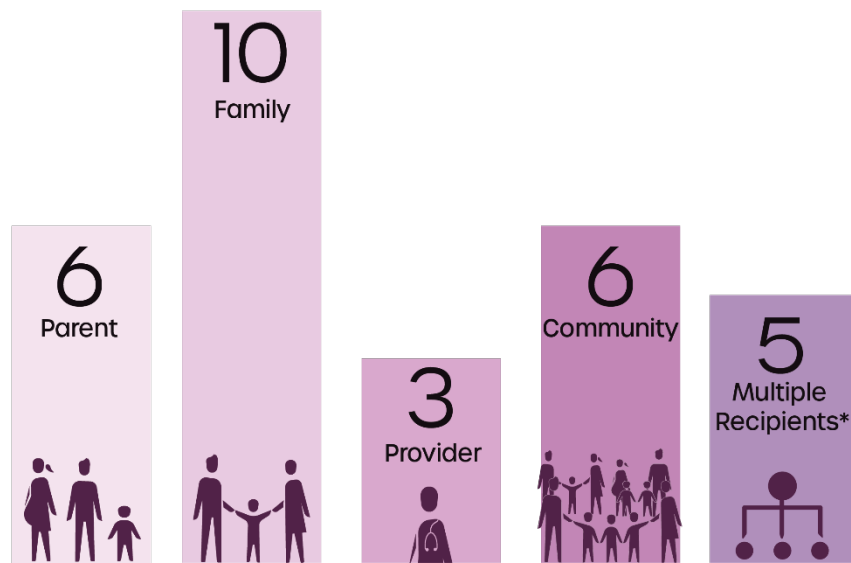 6
Parent
10
Family
3
Provider
6
Community
5
Multiple
Recipients*